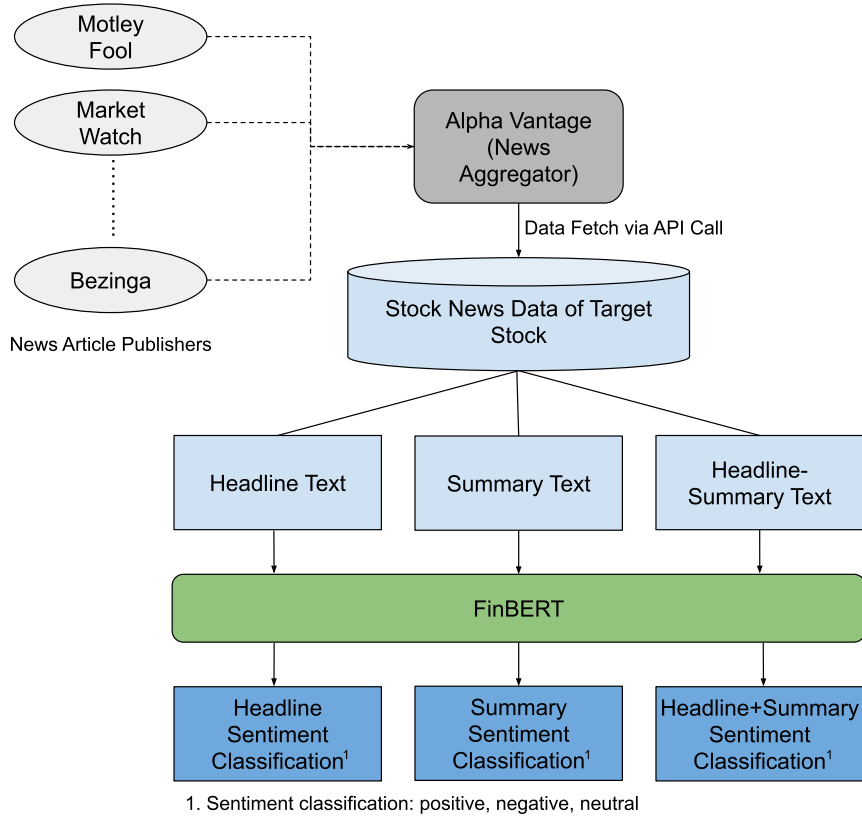 Motley
Fool
Market
Watch
Bezinga
News Article Publishers
Alpha Vantage
(News
Aggregator)
Data Fetch via API Call
Stock News Data of Target
Stock
Headline Text
Summary Text
Headline-
Summary Text
FinBERT
Headline
Sentiment
Classification¹
Summary
Sentiment
Classification¹
Headline+Summary
Sentiment
Classification¹
1. Sentiment classification: positive, negative, neutral